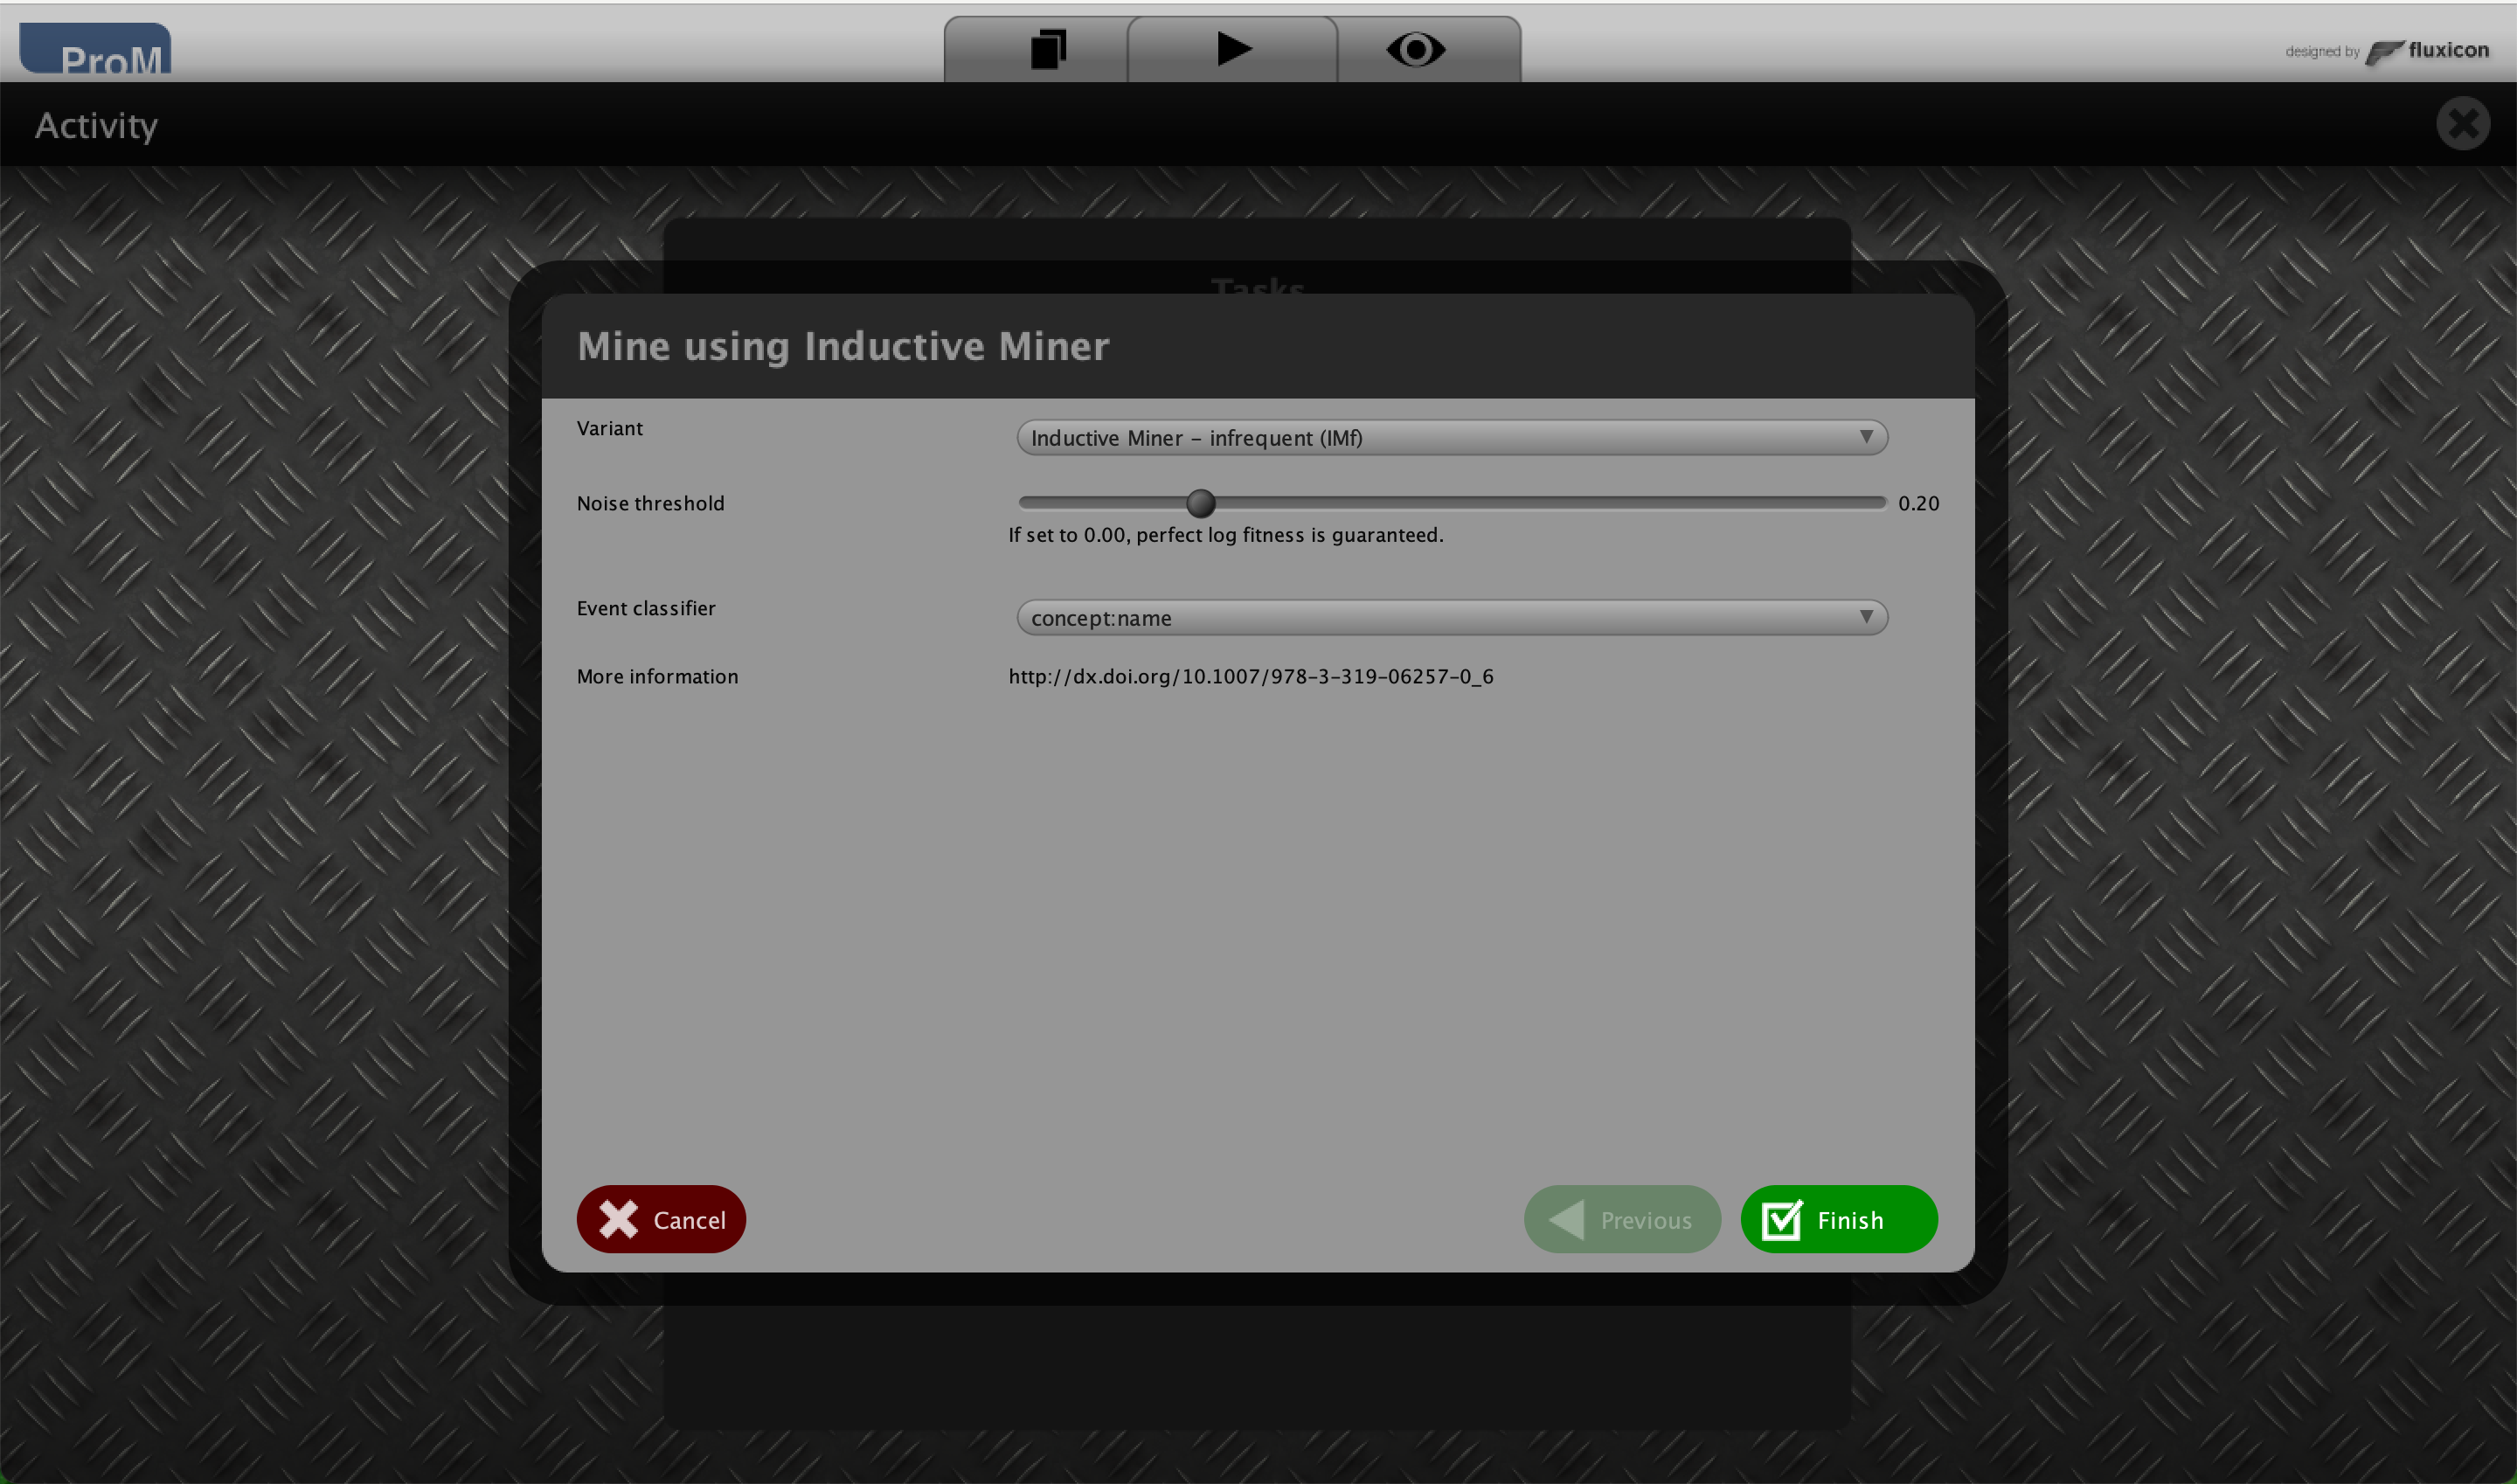 ProM
designed by fluxicon
Activity
Tasks
Mine using Inductive Miner
Variant
Inductive Miner – infrequent (IMf)
Noise threshold
0.20
If set to 0.00, perfect log fitness is guaranteed.
Event classifier
concept:name
More information
http://dx.doi.org/10.1007/978-3-319-06257-0_6
Cancel
Previous
Finish